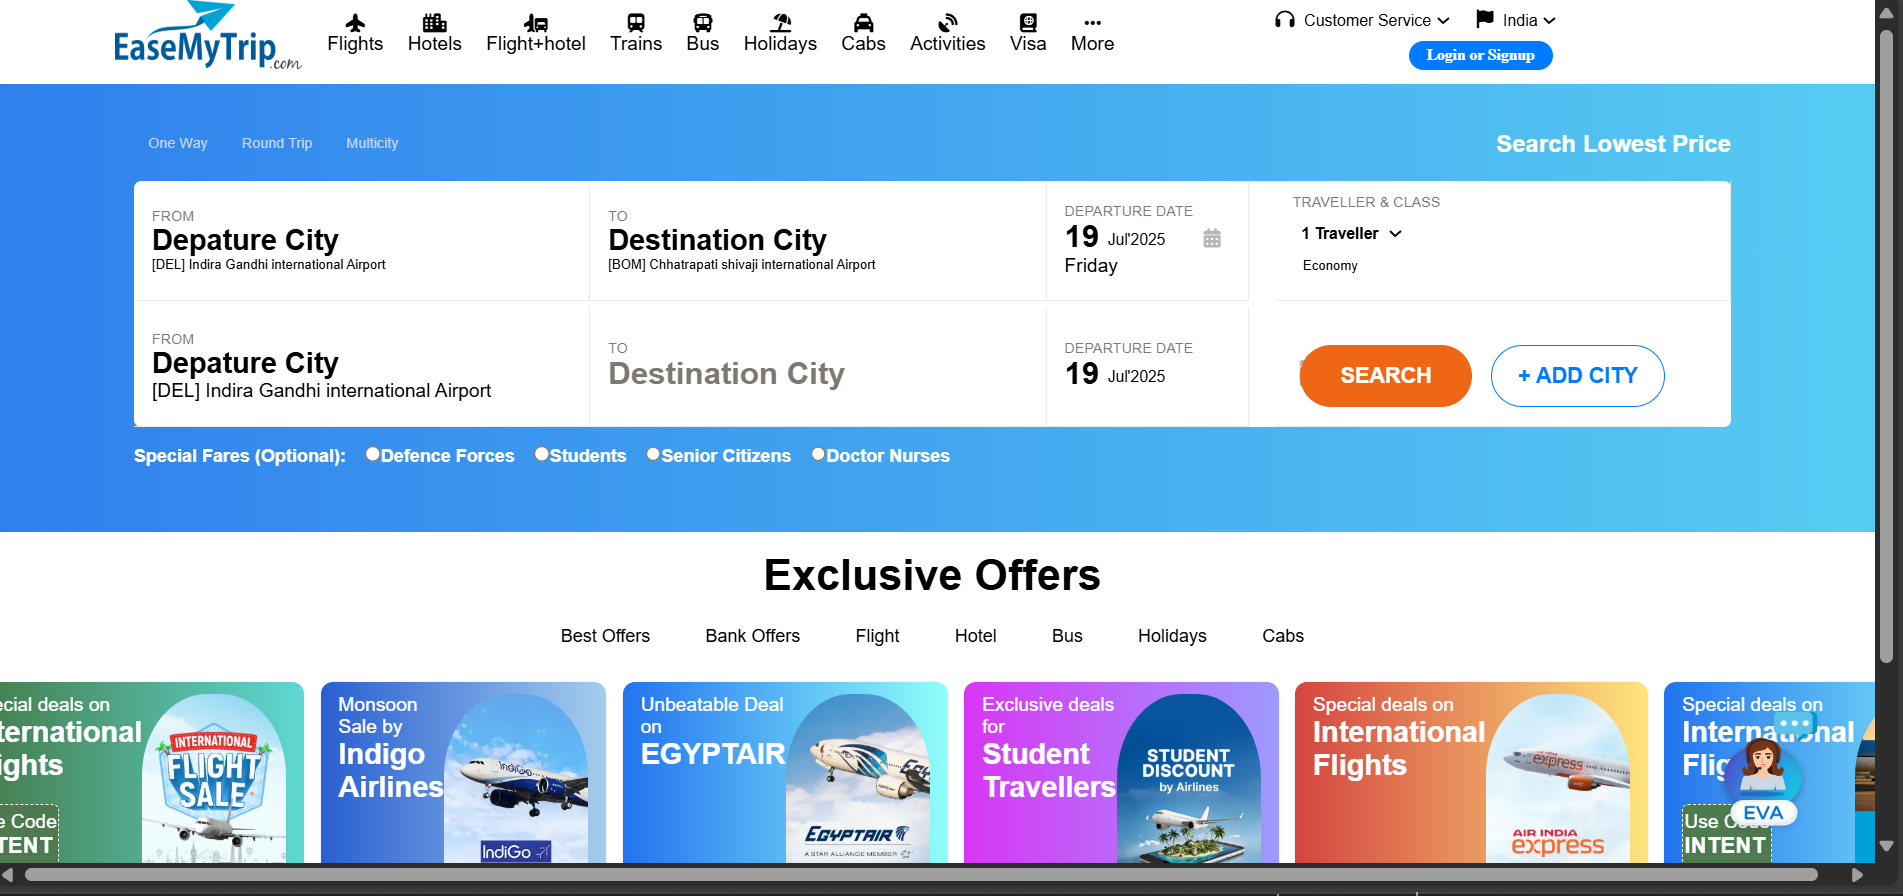 EaseMyTrip.com
Flights
Hotels
Flight+hotel
Trains
Bus
Holidays
Cabs
Activities
Visa
More
Customer Service
India
Login or Signup
One Way
Round Trip
Multicity
Search Lowest Price
FROM
Depature City
[DEL] Indira Gandhi international Airport
TO
Destination City
[BOM] Chhatrapati shivaji international Airport
DEPARTURE DATE
19 Jul'2025
Friday
TRAVELLER & CLASS
1 Traveller
Economy
FROM
Depature City
[DEL] Indira Gandhi international Airport
TO
Destination City
DEPARTURE DATE
19 Jul'2025
SEARCH
+ ADD CITY
Special Fares (Optional):
Defence Forces
Students
Senior Citizens
Doctor Nurses
Exclusive Offers
Best Offers
Bank Offers
Flight
Hotel
Bus
Holidays
Cabs
ecial deals on
ternational
ights
e Code
TENT
INTERNATIONAL
FLIGHT
SALE
Monsoon
Sale by
Indigo
Airlines
IndiGo
IndiGo
Unbeatable Deal
on
EGYPTAIR
EGYPTAIR
A STAR ALLIANCE MEMBER
Exclusive deals
for
Student
Travellers
STUDENT
DISCOUNT
by Airlines
Special deals on
International
Flights
express
AIR INDIA
express
Special deals on
International
Flig
Use Code
INTENT
EVA